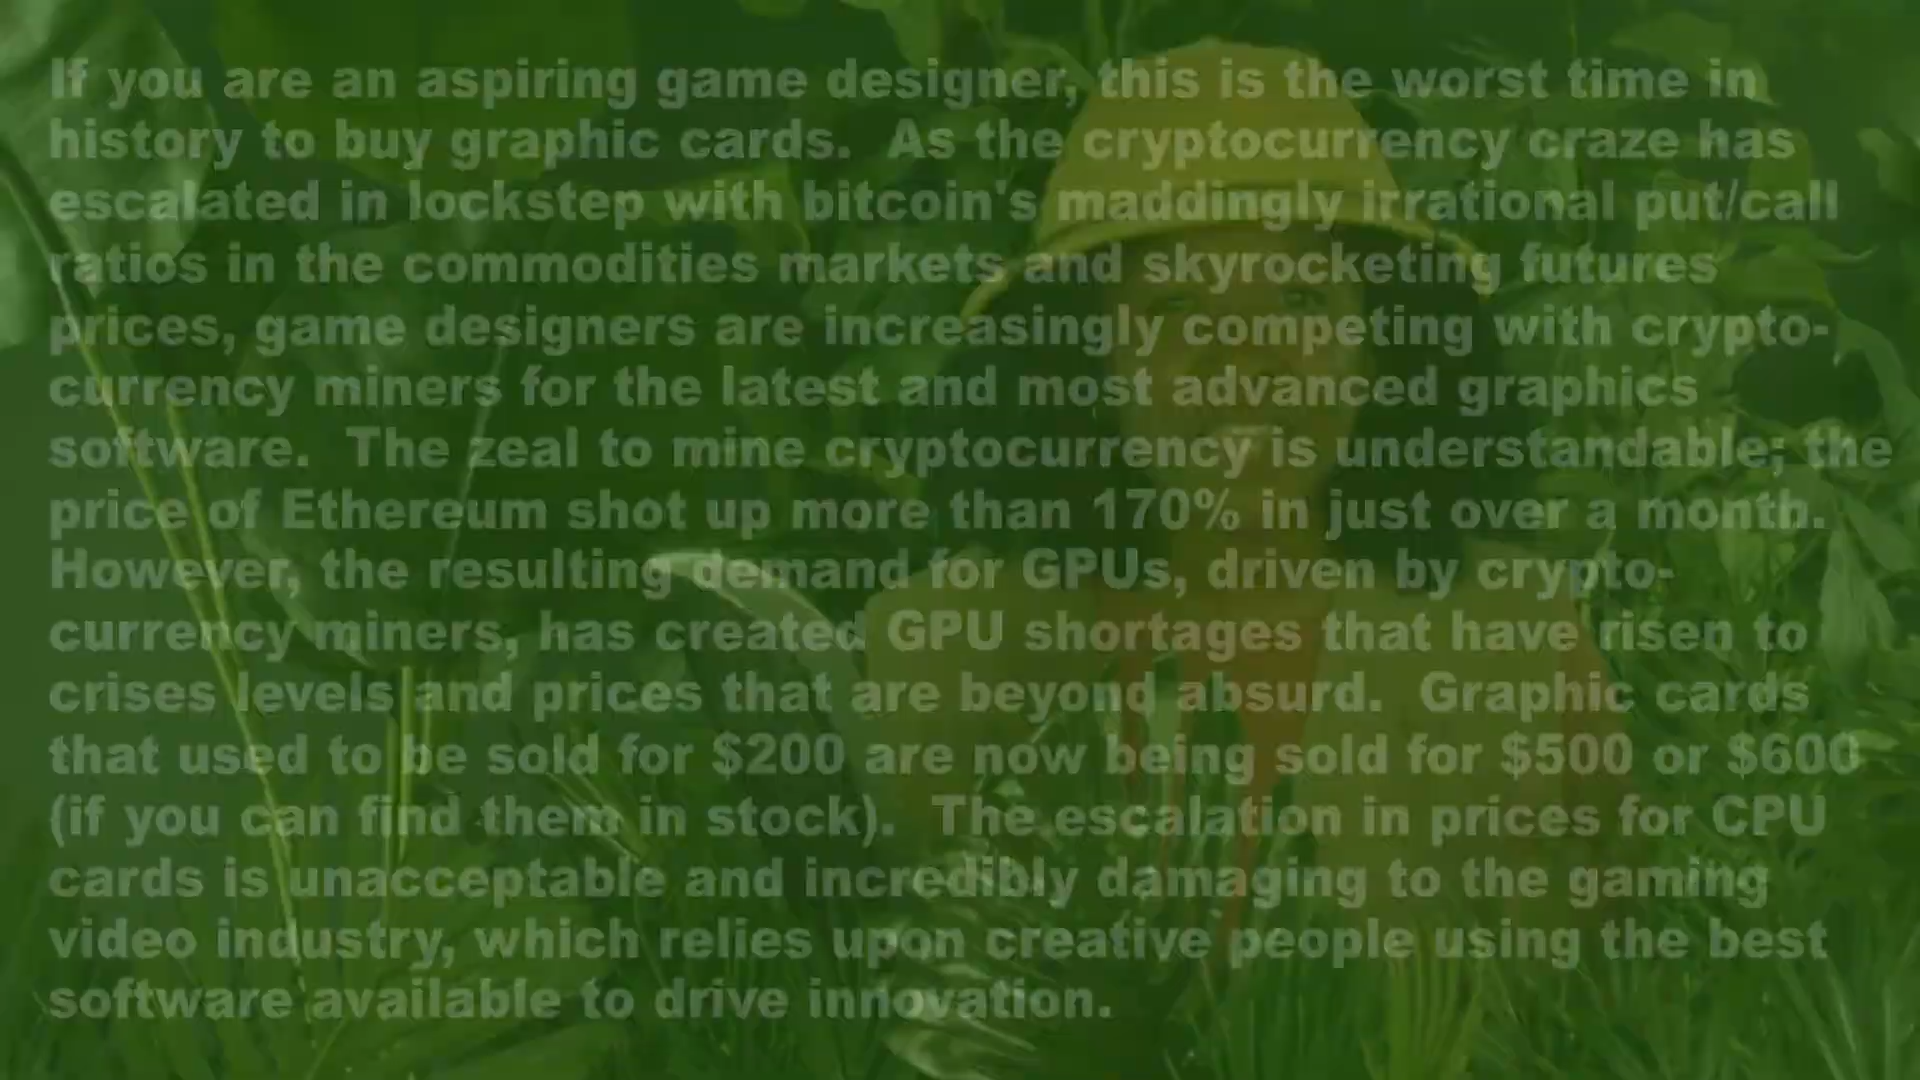 If you are an aspiring game designer, this is the worst time in
history to buy graphic cards.  As the cryptocurrency craze has
escalated in lockstep with bitcoin's maddingly irrational put/call
ratios in the commodities markets and skyrocketing futures
prices, game designers are increasingly competing with crypto-
currency miners for the latest and most advanced graphics
software.  The zeal to mine cryptocurrency is understandable; the
price of Ethereum shot up more than 170% in just over a month.
However, the resulting demand for GPUs, driven by crypto-
currency miners, has created GPU shortages that have risen to
crises levels and prices that are beyond absurd.  Graphic cards
that used to be sold for $200 are now being sold for $500 or $600
(if you can find them in stock).  The escalation in prices for CPU
cards is unacceptable and incredibly damaging to the gaming
video industry, which relies upon creative people using the best
software available to drive innovation.